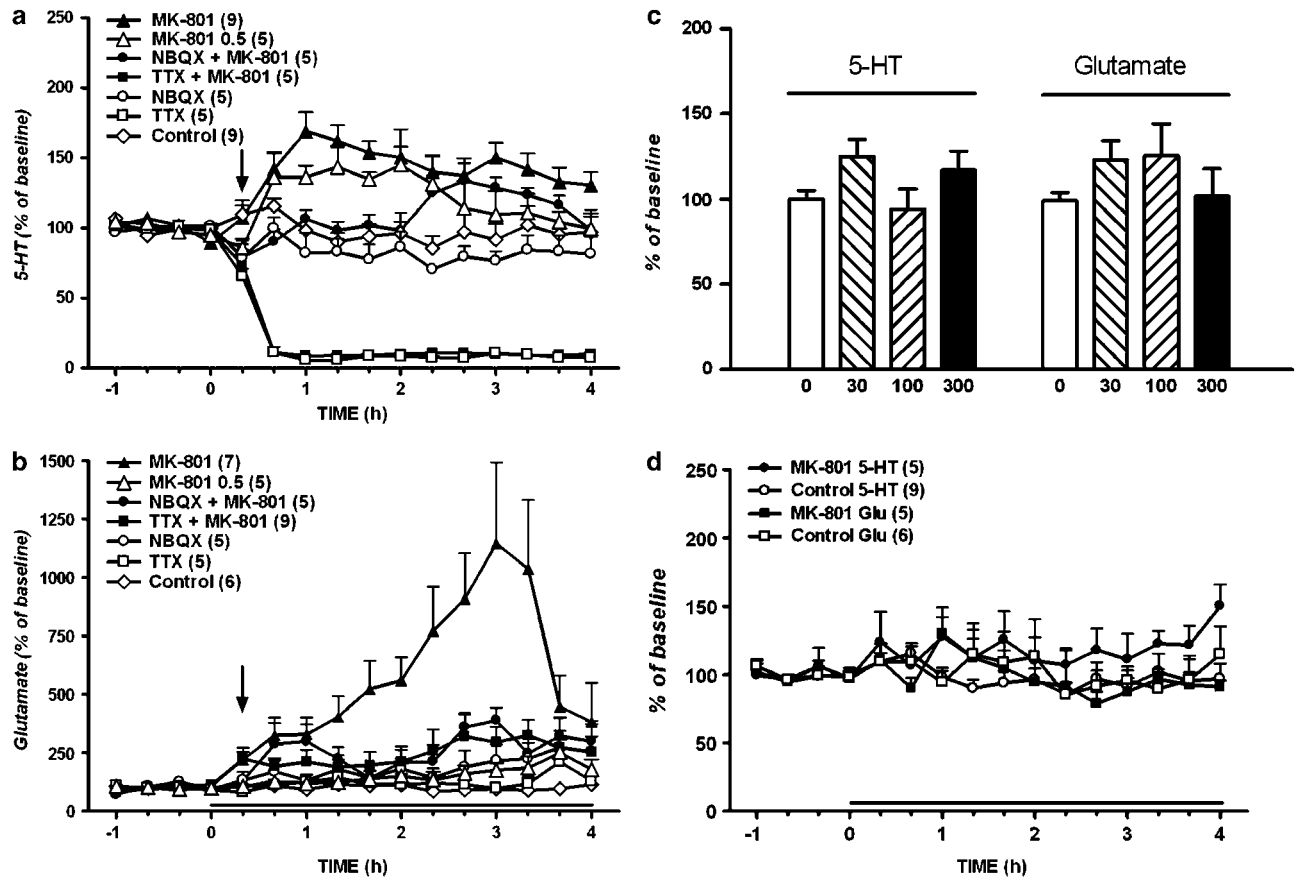 a
MK-801 (9)
MK-801 0.5 (5)
NBQX + MK-801 (5)
TTX + MK-801 (5)
NBQX (5)
TTX (5)
Control (9)
5-HT (% of baseline)
250
200
150
100
50
0
-1 0 1 2 3 4
TIME (h)
c
5-HT Glutamate
% of baseline
200
150
100
50
0
0 30 100 300 0 30 100 300
b
MK-801 (7)
MK-801 0.5 (5)
NBQX + MK-801 (5)
TTX + MK-801 (9)
NBQX (5)
TTX (5)
Control (6)
Glutamate (% of baseline)
1500
1250
1000
750
500
250
0
-1 0 1 2 3 4
TIME (h)
d
MK-801 5-HT (5)
Control 5-HT (9)
MK-801 Glu (5)
Control Glu (6)
% of baseline
250
200
150
100
50
0
-1 0 1 2 3 4
TIME (h)